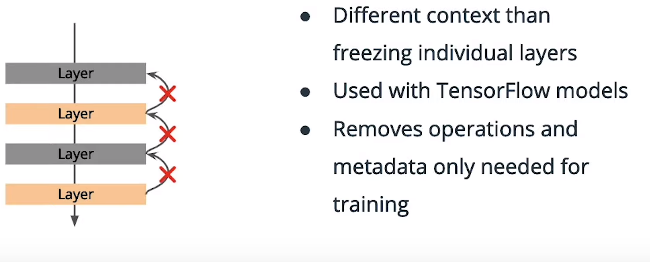 Layer
Layer
Layer
Layer
● Different context than
freezing individual layers
● Used with TensorFlow models
● Removes operations and
metadata only needed for
training